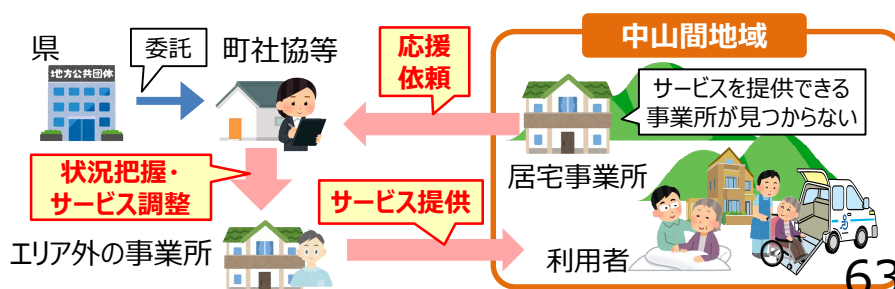 県
委託
町社協等
応援
依頼
中山間地域
地方公共団体
サービスを提供できる
事業所が見つからない
状況把握・
サービス調整
居宅事業所
サービス提供
エリア外の事業所
利用者
63